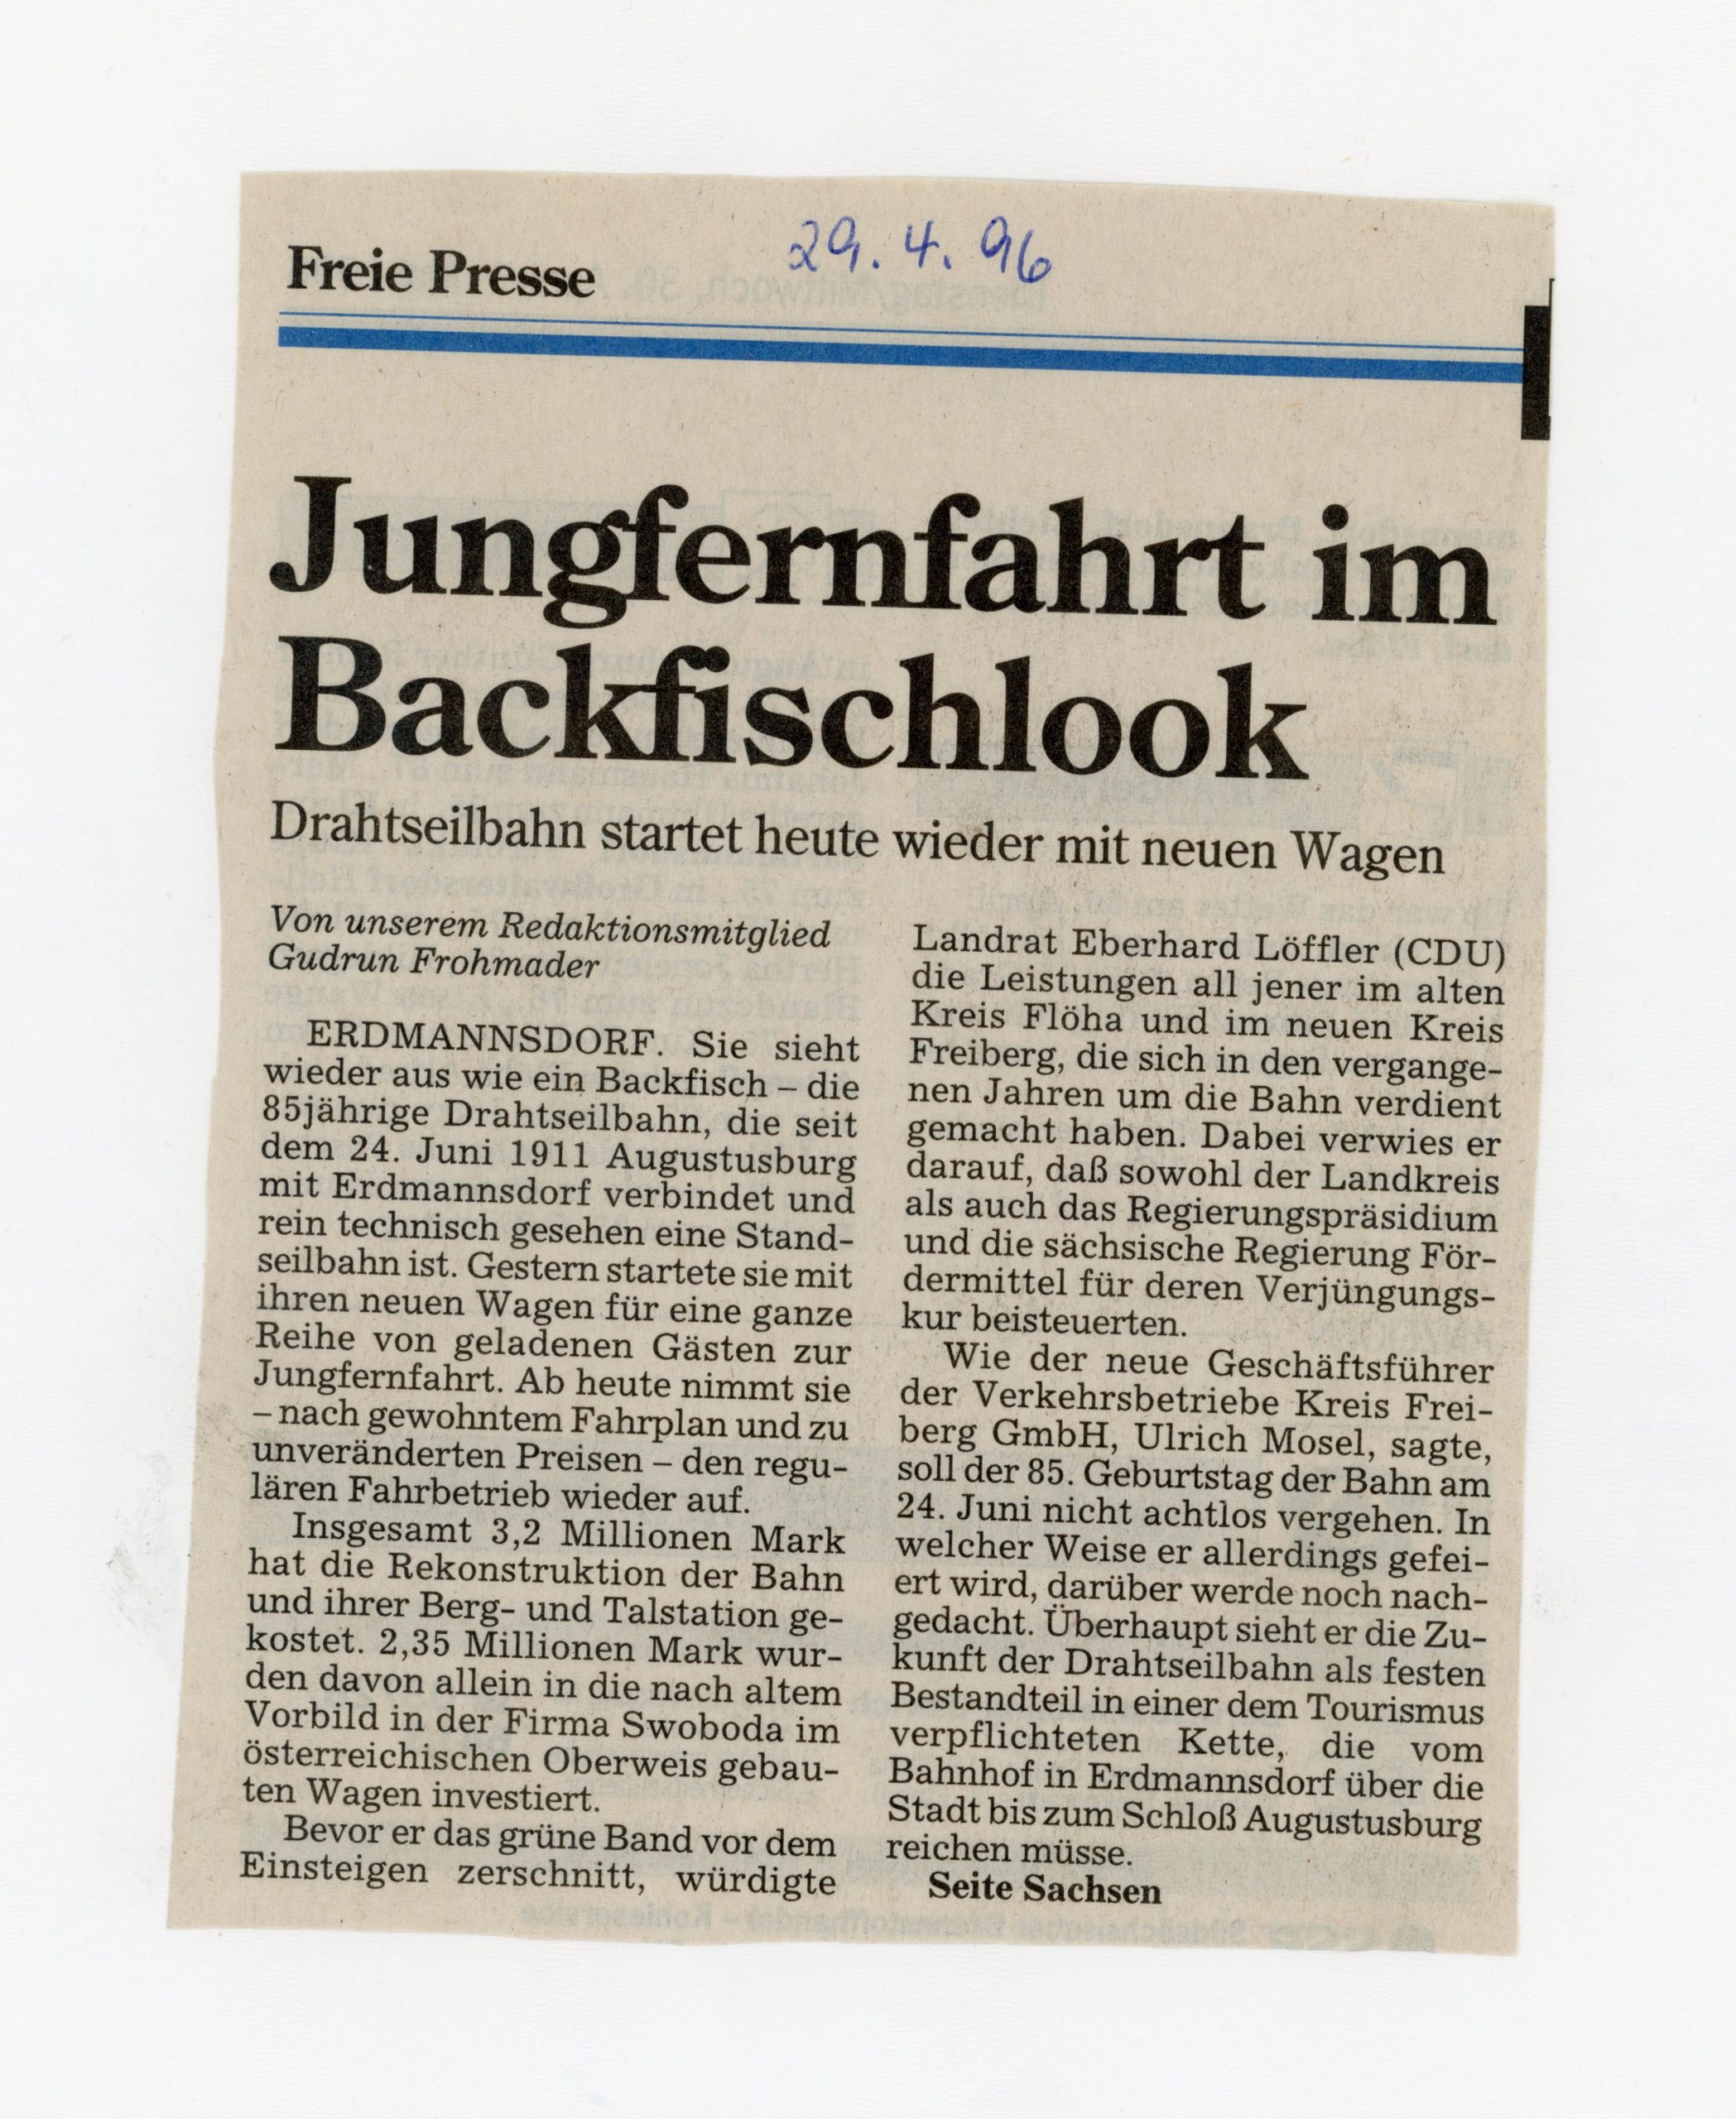 Freie Presse
29. 4. 96
Jungfernfahrt im
Backfischlook
Drahtseilbahn startet heute wieder mit neuen Wagen
Von unserem Redaktionsmitglied
Gudrun Frohmader
ERDMANNSDORF. Sie sieht
wieder aus wie ein Backfisch – die
85jährige Drahtseilbahn, die seit
dem 24. Juni 1911 Augustusburg
mit Erdmannsdorf verbindet und
rein technisch gesehen eine Stand-
seilbahn ist. Gestern startete sie mit
ihren neuen Wagen für eine ganze
Reihe von geladenen Gästen zur
Jungfernfahrt. Ab heute nimmt sie
– nach gewohntem Fahrplan und zu
unveränderten Preisen – den regu-
lären Fahrbetrieb wieder auf.
Insgesamt 3,2 Millionen Mark
hat die Rekonstruktion der Bahn
und ihrer Berg- und Talstation ge-
kostet. 2,35 Millionen Mark wur-
den davon allein in die nach altem
Vorbild in der Firma Swoboda im
österreichischen Oberweis gebau-
ten Wagen investiert.
Bevor er das grüne Band vor dem
Einsteigen zerschnitt, würdigte
Landrat Eberhard Löffler (CDU)
die Leistungen all jener im alten
Kreis Flöha und im neuen Kreis
Freiberg, die sich in den vergange-
nen Jahren um die Bahn verdient
gemacht haben. Dabei verwies er
darauf, daß sowohl der Landkreis
als auch das Regierungspräsidium
und die sächsische Regierung För-
dermittel für deren Verjüngungs-
kur beisteuerten.
Wie der neue Geschäftsführer
der Verkehrsbetriebe Kreis Frei-
berg GmbH, Ulrich Mosel, sagte,
soll der 85. Geburtstag der Bahn am
24. Juni nicht achtlos vergehen. In
welcher Weise er allerdings gefei-
ert wird, darüber werde noch nach-
gedacht. Überhaupt sieht er die Zu-
kunft der Drahtseilbahn als festen
Bestandteil in einer dem Tourismus
verpflichteten Kette, die vom
Bahnhof in Erdmannsdorf über die
Stadt bis zum Schloß Augustusburg
reichen müsse.
Seite Sachsen